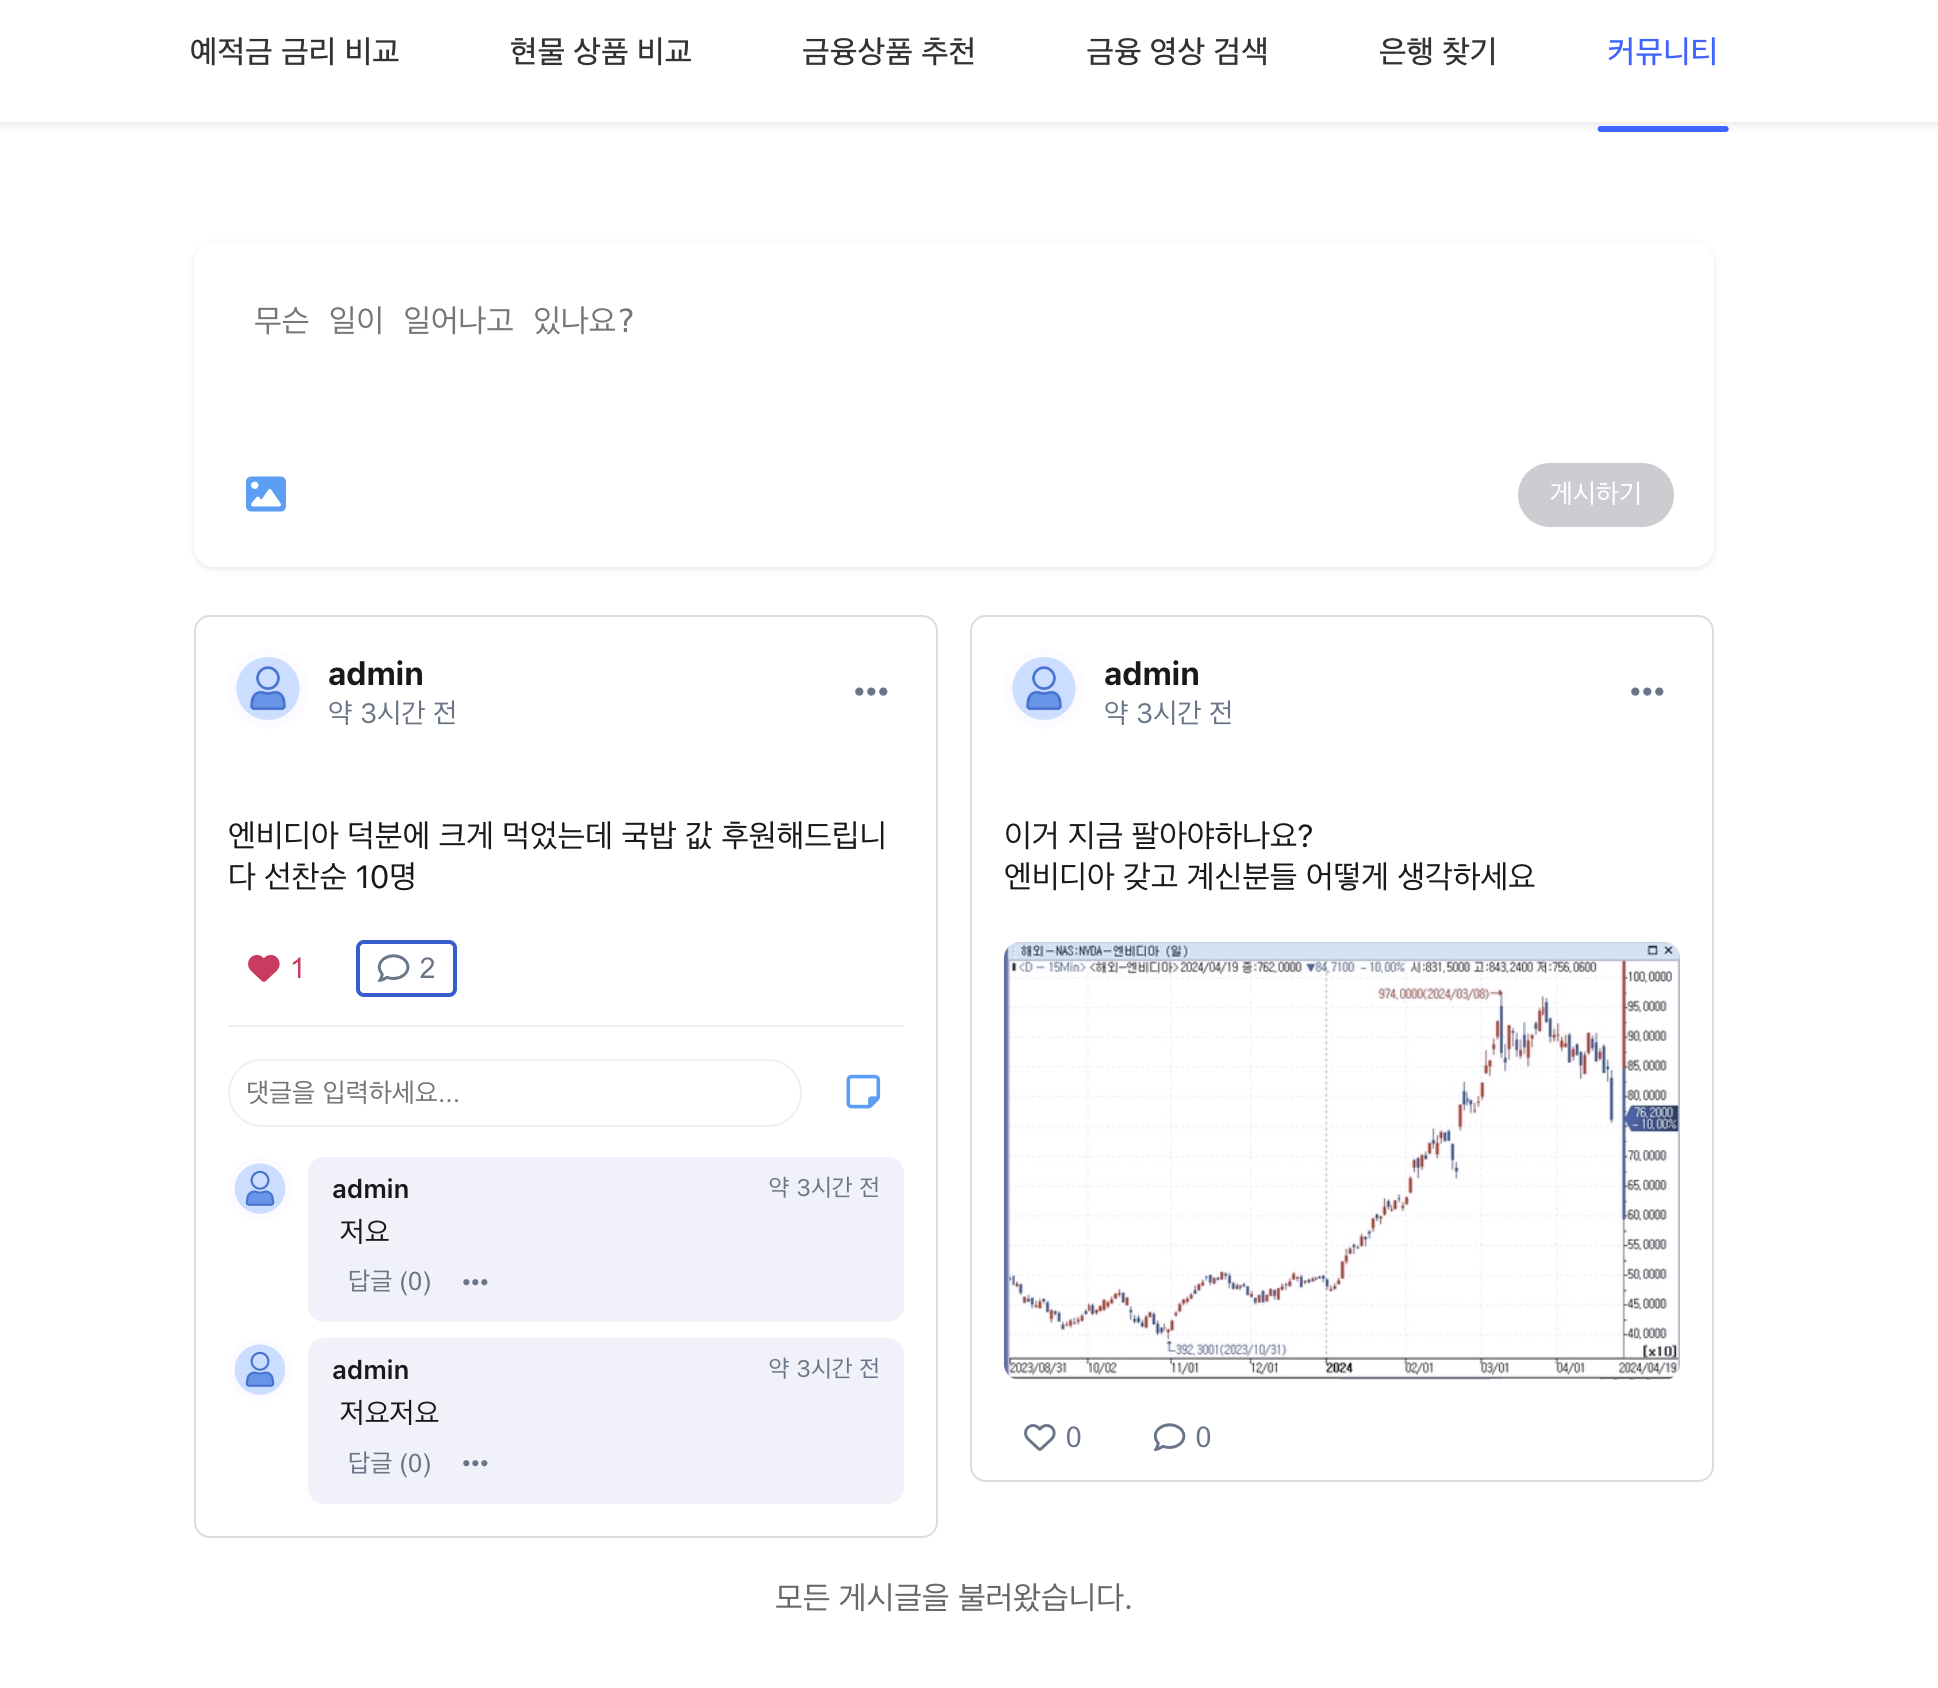 예적금 금리 비교 현물 상품 비교 금융상품 추천 금융 영상 검색 은행 찾기 커뮤니티
무슨 일이 일어나고 있나요?
게시하기
admin
약 3시간 전
엔비디아 덕분에 크게 먹었는데 국밥 값 후원해드립니
다 선찬순 10명
1 2
댓글을 입력하세요...
admin 약 3시간 전
저요
답글 (0)
admin 약 3시간 전
저요저요
답글 (0)
admin
약 3시간 전
이거 지금 팔아야하나요?
엔비디아 갖고 계신분들 어떻게 생각하세요
해외-NAS:NVDA-엔비디아 (일)
<D - 15Min> <해외-엔비디아>2024/04/19 종:762,0000 ▼84,7100 -10,00% 시:831,5000 고:843,2400 저:756,0600
974,0000(2024/03/08)
100,0000
95,0000
90,0000
85,0000
80,0000
76,2000
-10,00%
70,0000
65,0000
60,0000
55,0000
50,0000
45,0000
40,0000
392,3001(2023/10/31)
[x10]
2023/08/31 10/02 11/01 12/01 2024 02/01 03/01 04/01 2024/04/19
0 0
모든 게시글을 불러왔습니다.